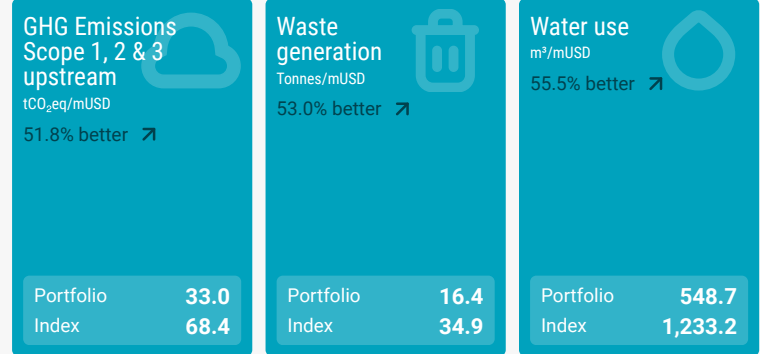 GHG Emissions
Scope 1, 2 & 3
upstream
tCO₂eq/mUSD
51.8% better
Portfolio 33.0
Index 68.4
Waste
generation
Tonnes/mUSD
53.0% better
Portfolio 16.4
Index 34.9
Water use
m³/mUSD
55.5% better
Portfolio 548.7
Index 1,233.2